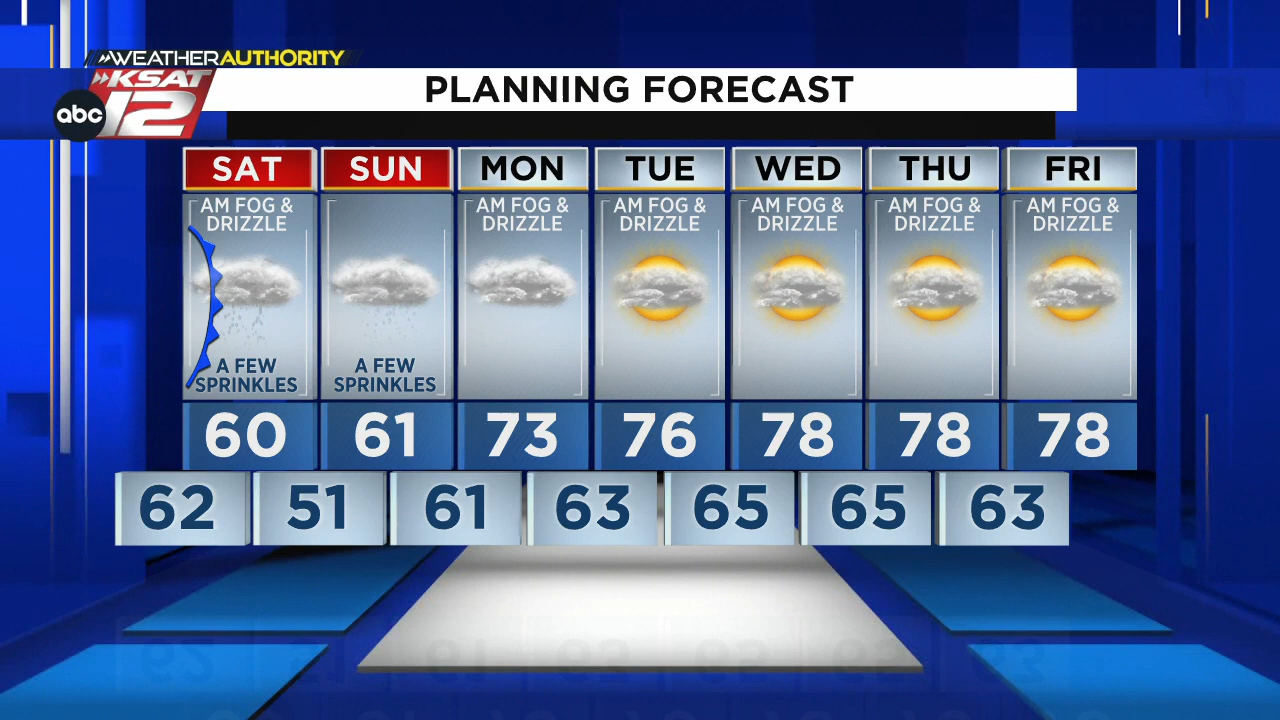 WEATHERAUTHORITY
KSAT
abc 12
PLANNING FORECAST
SAT SUN MON TUE WED THU FRI
AM FOG & AM FOG & AM FOG & AM FOG & AM FOG & AM FOG &
DRIZZLE DRIZZLE DRIZZLE DRIZZLE DRIZZLE DRIZZLE
A FEW A FEW
SPRINKLES SPRINKLES
60 61 73 76 78 78 78
62 51 61 63 65 65 63